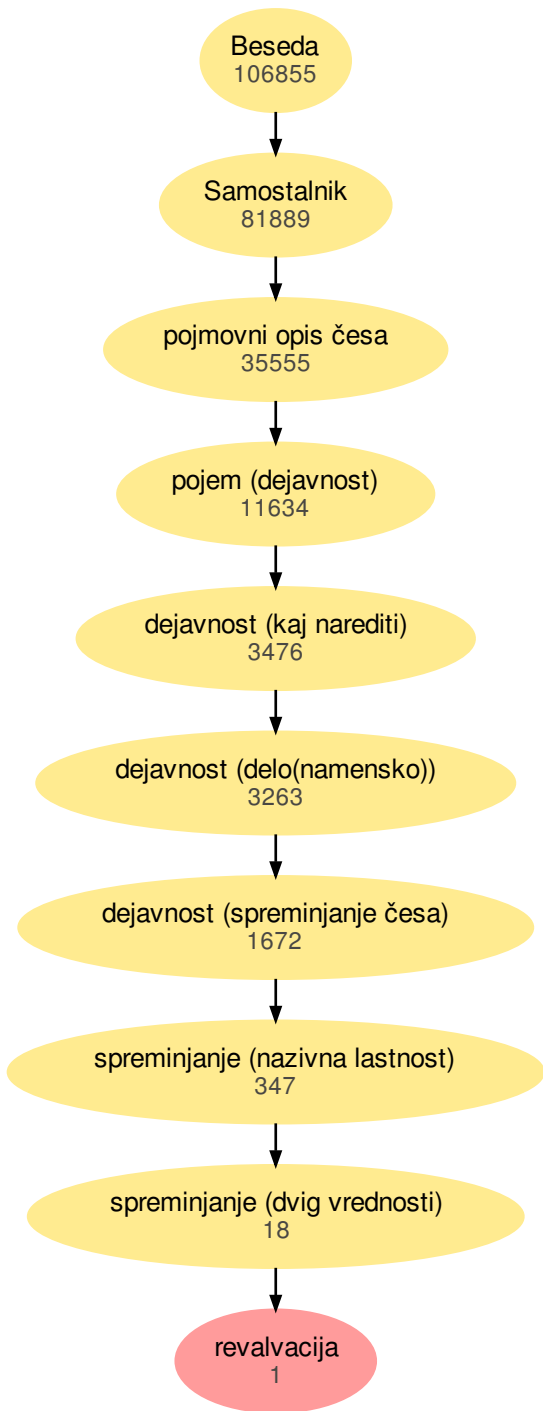 Beseda
106855
Samostalnik
81889
pojmovni opis česa
35555
pojem (dejavnost)
11634
dejavnost (kaj narediti)
3476
dejavnost (delo(namensko))
3263
dejavnost (spreminjanje česa)
1672
spreminjanje (nazivna lastnost)
347
spreminjanje (dvig vrednosti)
18
revalvacija
1